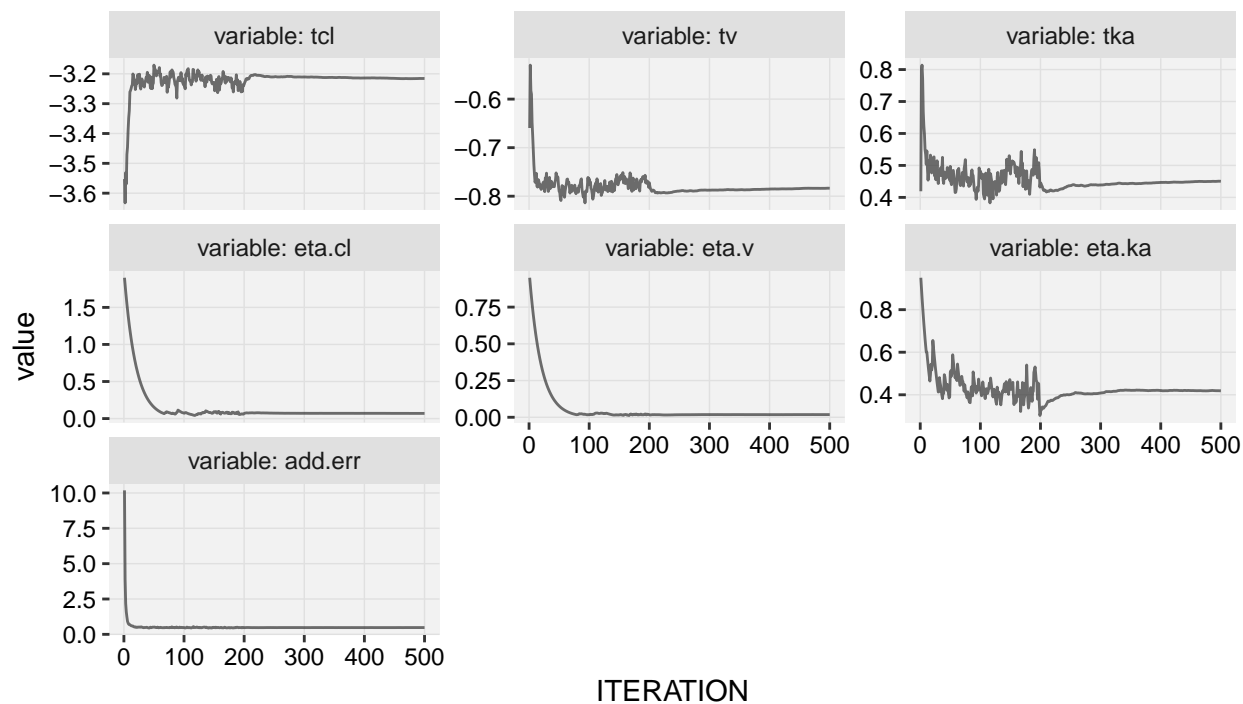 variable: tcl
variable: tv
variable: tka
−3.2
−3.3
−3.4
−3.5
−3.6
−0.6
−0.7
−0.8
0.8
0.7
0.6
0.5
0.4
variable: eta.cl
variable: eta.v
variable: eta.ka
1.5
1.0
0.5
0.0
0.75
0.50
0.25
0.00
0.8
0.6
0.4
0 100 200 300 400 500
0 100 200 300 400 500
variable: add.err
10.0
7.5
5.0
2.5
0.0
0 100 200 300 400 500
value
ITERATION